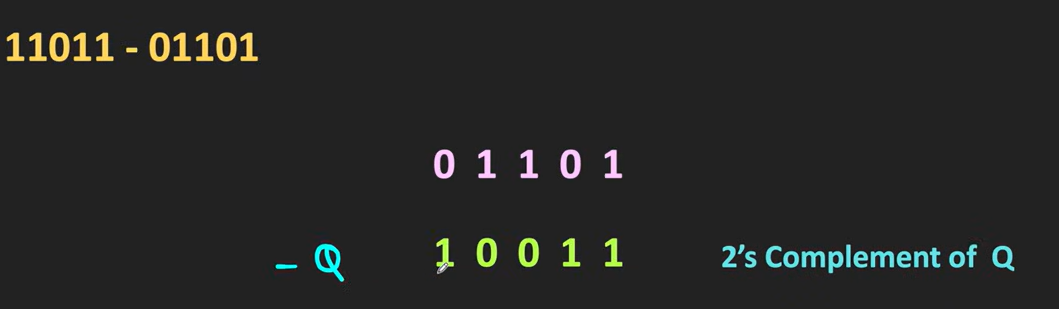 11011 - 01101
0 1 1 0 1
- Q 1 0 0 1 1 2's Complement of Q